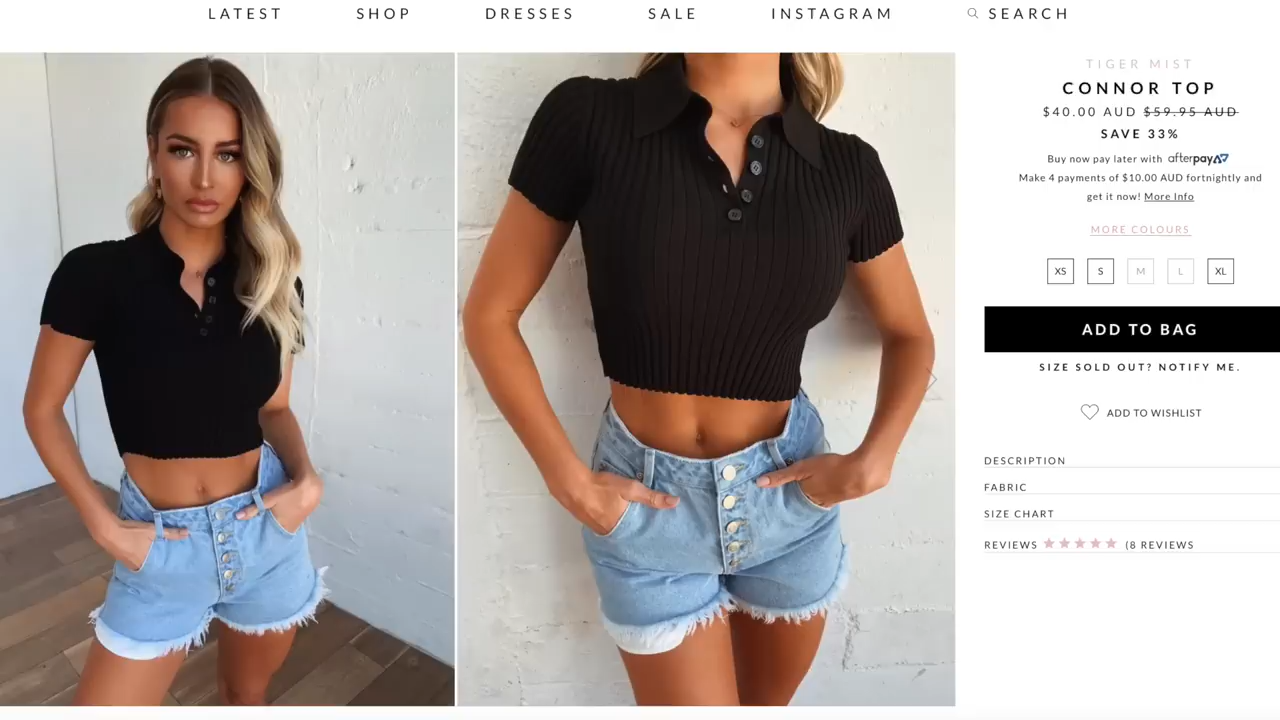 LATEST SHOP DRESSES SALE INSTAGRAM SEARCH
TIGER MIST
CONNOR TOP
$40.00 AUD $59.95 AUD
SAVE 33%
Buy now pay later with afterpay
Make 4 payments of $10.00 AUD fortnightly and
get it now! More Info
MORE COLOURS
XS S M L XL
ADD TO BAG
SIZE SOLD OUT? NOTIFY ME.
ADD TO WISHLIST
DESCRIPTION
FABRIC
SIZE CHART
REVIEWS (8 REVIEWS